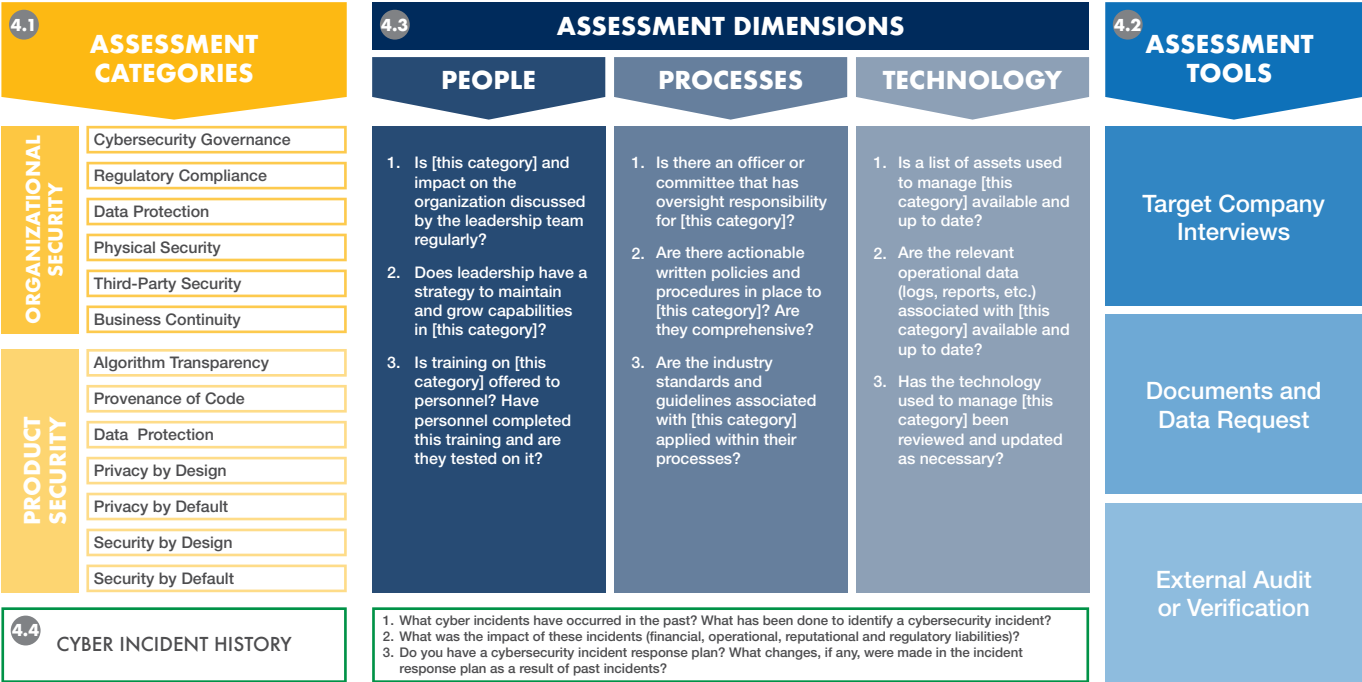 4.1
ASSESSMENT
CATEGORIES
ORGANIZATIONAL
SECURITY
Cybersecurity Governance
Regulatory Compliance
Data Protection
Physical Security
Third-Party Security
Business Continuity
PRODUCT
SECURITY
Algorithm Transparency
Provenance of Code
Data Protection
Privacy by Design
Privacy by Default
Security by Design
Security by Default
4.3
ASSESSMENT DIMENSIONS
PEOPLE
1. Is [this category] and
impact on the
organization discussed
by the leadership team
regularly?
2. Does leadership have a
strategy to maintain
and grow capabilities
in [this category]?
3. Is training on [this
category] offered to
personnel? Have
personnel completed
this training and are
they tested on it?
PROCESSES
1. Is there an officer or
committee that has
oversight responsibility
for [this category]?
2. Are there actionable
written policies and
procedures in place to
[this category]? Are
they comprehensive?
3. Are the industry
standards and
guidelines associated
with [this category]
applied within their
processes?
TECHNOLOGY
1. Is a list of assets used
to manage [this
category] available and
up to date?
2. Are the relevant
operational data
(logs, reports, etc.)
associated with [this
category] available and
up to date?
3. Has the technology
used to manage [this
category] been
reviewed and updated
as necessary?
4.2
ASSESSMENT
TOOLS
Target Company
Interviews
Documents and
Data Request
External Audit
or Verification
4.4
CYBER INCIDENT HISTORY
1. What cyber incidents have occurred in the past? What has been done to identify a cybersecurity incident?
2. What was the impact of these incidents (financial, operational, reputational and regulatory liabilities)?
3. Do you have a cybersecurity incident response plan? What changes, if any, were made in the incident
response plan as a result of past incidents?